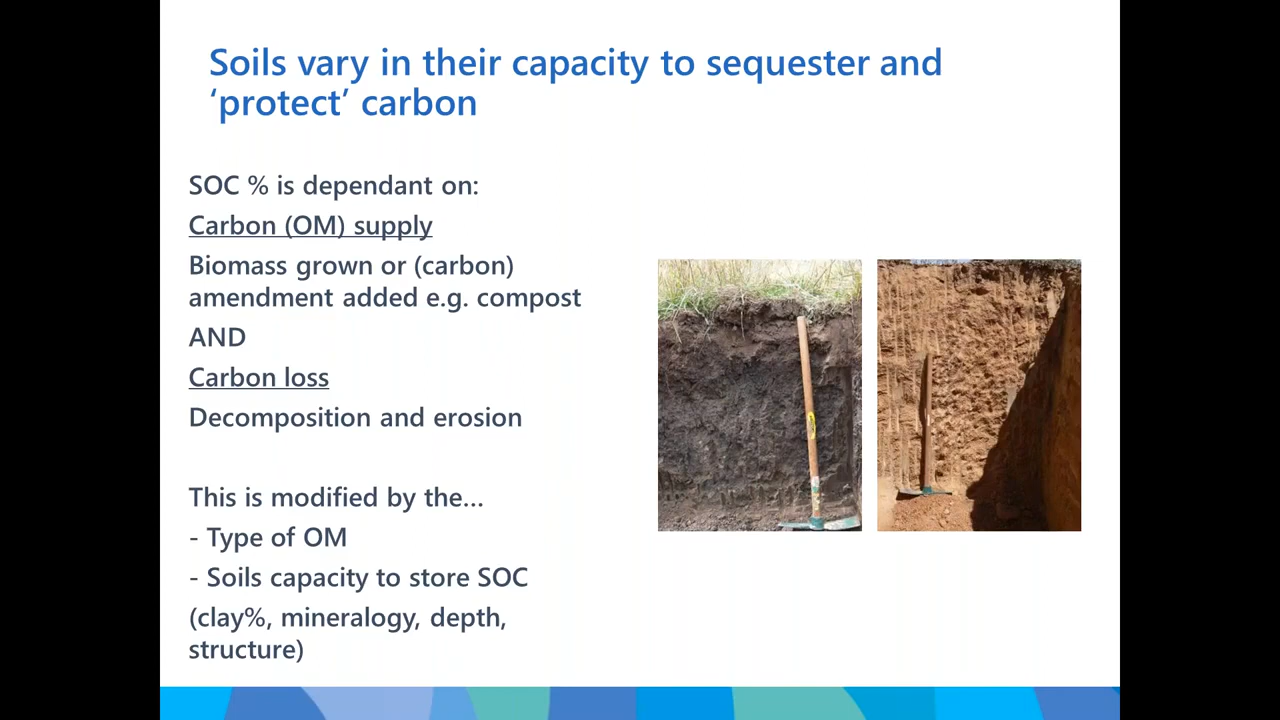 Soils vary in their capacity to sequester and
‘protect’ carbon
SOC % is dependant on:
Carbon (OM) supply
Biomass grown or (carbon)
amendment added e.g. compost
AND
Carbon loss
Decomposition and erosion
This is modified by the...
- Type of OM
- Soils capacity to store SOC
(clay%, mineralogy, depth,
structure)